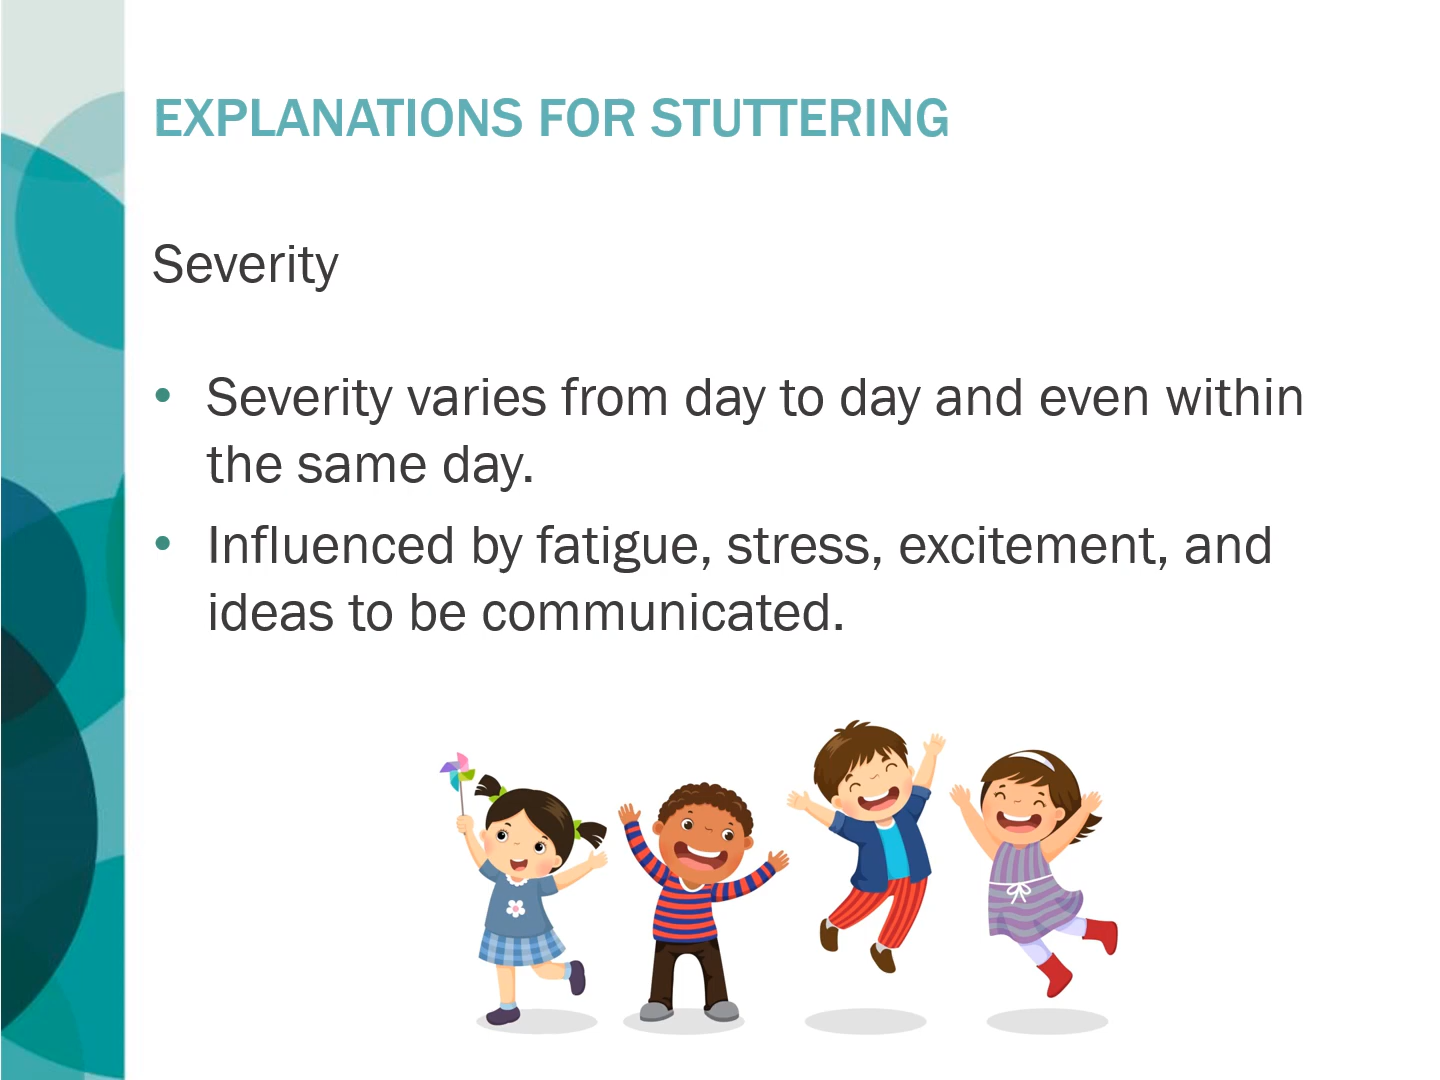 EXPLANATIONS FOR STUTTERING
Severity
• Severity varies from day to day and even within
the same day.
• Influenced by fatigue, stress, excitement, and
ideas to be communicated.